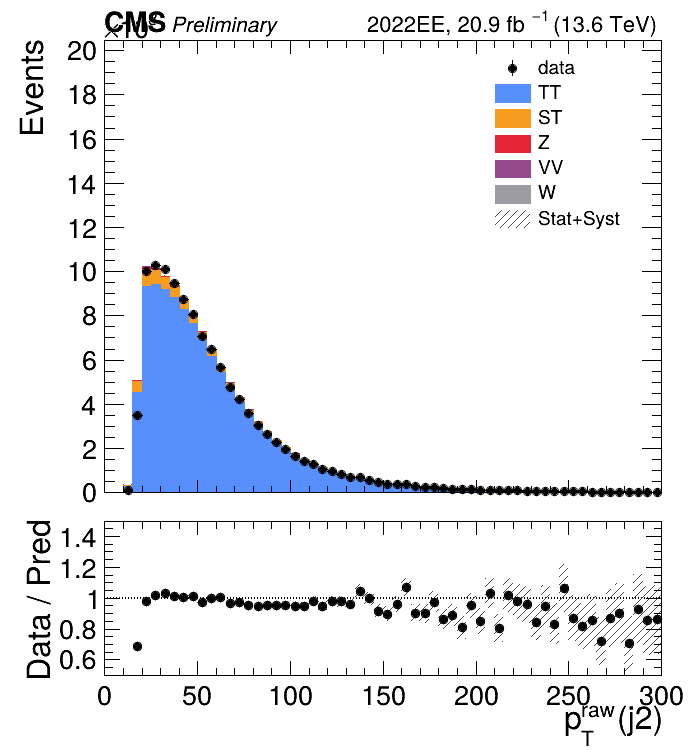 CMS Preliminary 2022EE, 20.9 fb⁻¹ (13.6 TeV)
Events
20
18
16
14
12
10
8
6
4
2
0
data
TT
ST
Z
VV
W
Stat+Syst
Data / Pred
1.4
1.2
1
0.8
0.6
0 50 100 150 200 250 300
p_T^raw(j2)